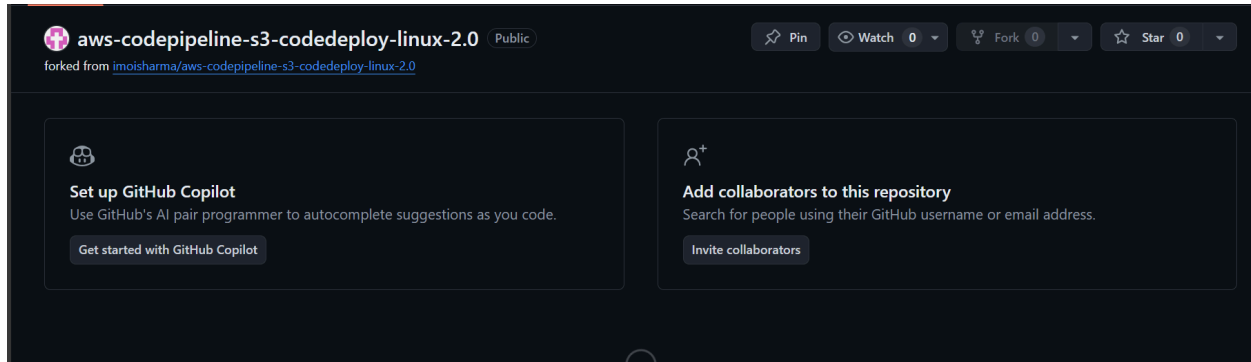 aws-codepipeline-s3-codedeploy-linux-2.0 Public Pin Watch 0 Fork 0 Star 0
forked from imoisharma/aws-codepipeline-s3-codedeploy-linux-2.0
Set up GitHub Copilot
Use GitHub's AI pair programmer to autocomplete suggestions as you code.
Get started with GitHub Copilot
Add collaborators to this repository
Search for people using their GitHub username or email address.
Invite collaborators